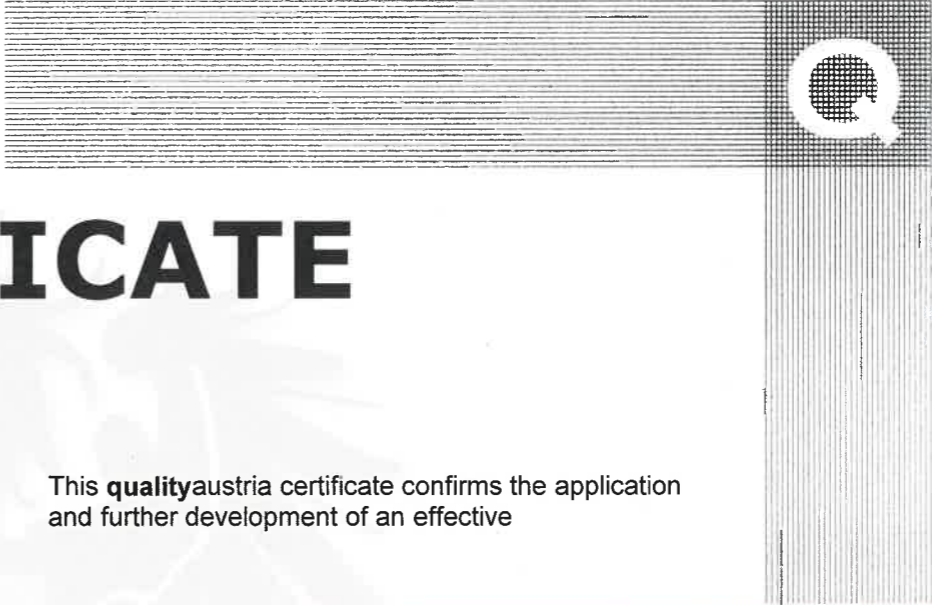 Q
ICATE
This qualityaustria certificate confirms the application
and further development of an effective